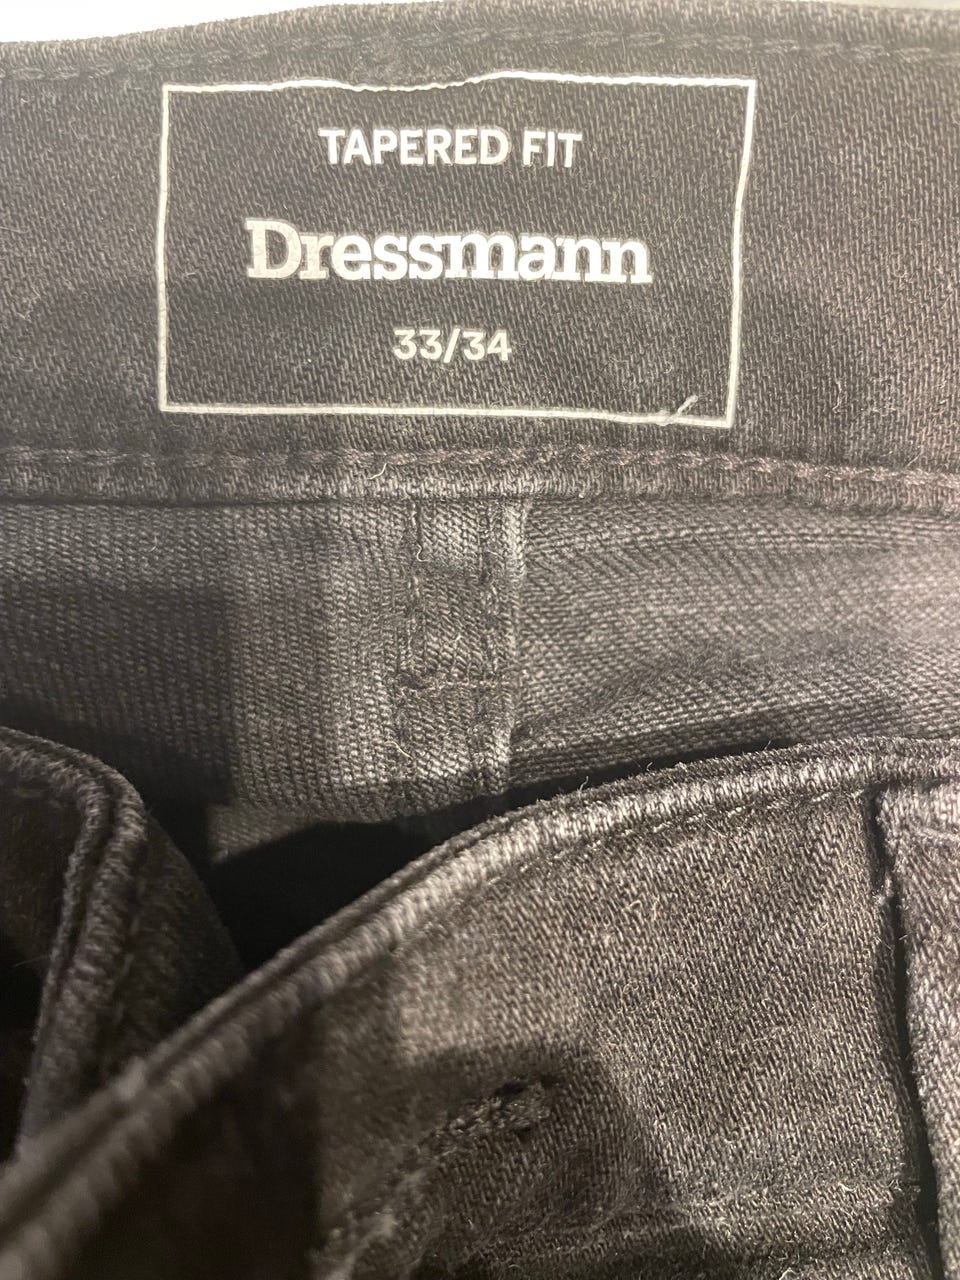 TAPERED FIT
Dressmann
33/34